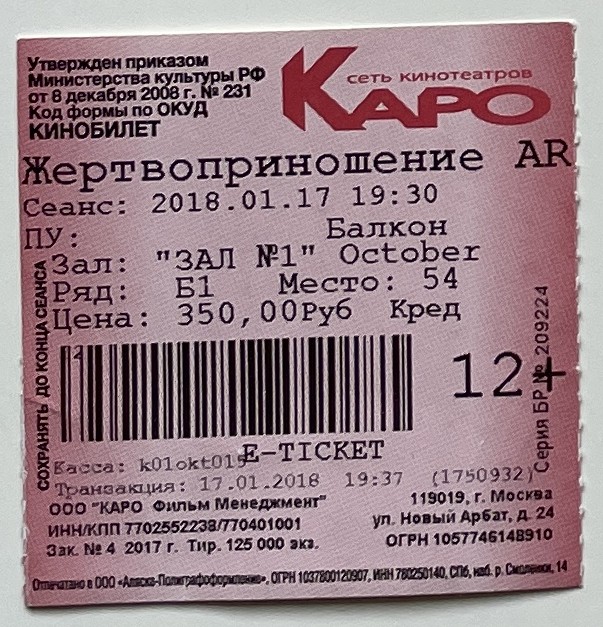 Утвержден приказом
Министерства культуры РФ
от 8 декабря 2008 г. № 231
Код формы по ОКУД
КИНОБИЛЕТ
сеть кинотеатров
КАРО
Жертвоприношение AR
Сеанс: 2018.01.17 19:30
ПУ: Балкон
Зал: "ЗАЛ №1" October
Ряд: Б1 Место: 54
Цена: 350,00Руб Кред
12+
E-TICKET
Касса: k01okt015
Транзакция: 17.01.2018 19:37 (1750932)
ООО "КАРО Фильм Менеджмент"
ИНН/КПП 7702552238/770401001
Зак. № 4 2017 г. Тир. 125 000 экз.
119019, г. Москва
ул. Новый Арбат, д. 24
ОГРН 1057746148910
Отпечатано в ООО «Аляска-Полиграфоформление», ОГРН 1037800120907, ИНН 780250140, СПб, наб. р. Смоленки, 14
СОХРАНЯТЬ ДО КОНЦА СЕАНСА
Серия БР № 209224